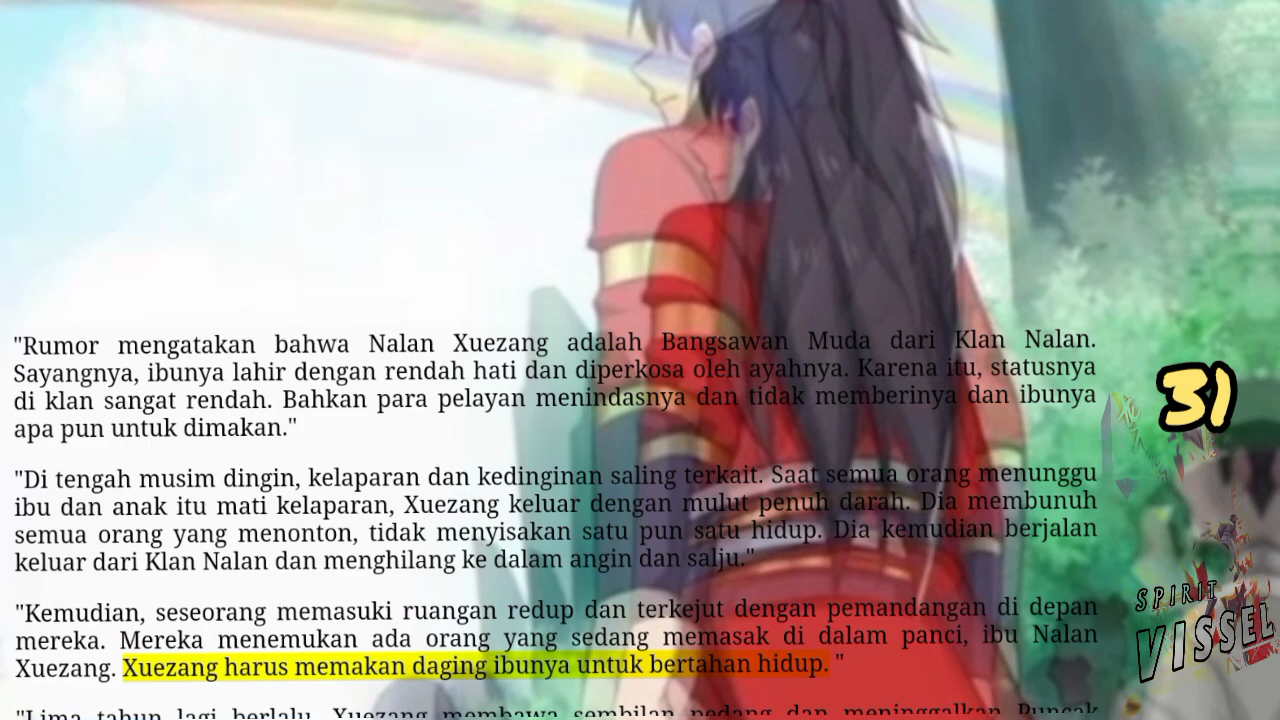 "Rumor mengatakan bahwa Nalan Xuezang adalah Bangsawan Muda dari Klan Nalan.
Sayangnya, ibunya lahir dengan rendah hati dan diperkosa oleh ayahnya. Karena itu, statusnya
di klan sangat rendah. Bahkan para pelayan menindasnya dan tidak memberinya dan ibunya
apa pun untuk dimakan."
"Di tengah musim dingin, kelaparan dan kedinginan saling terkait. Saat semua orang menunggu
ibu dan anak itu mati kelaparan, Xuezang keluar dengan mulut penuh darah. Dia membunuh
semua orang yang menonton, tidak menyisakan satu pun satu hidup. Dia kemudian berjalan
keluar dari Klan Nalan dan menghilang ke dalam angin dan salju."
"Kemudian, seseorang memasuki ruangan redup dan terkejut dengan pemandangan di depan
mereka. Mereka menemukan ada orang yang sedang memasak di dalam panci, ibu Nalan
Xuezang. Xuezang harus memakan daging ibunya untuk bertahan hidup. "
"Lima tahun lagi berlalu. Xuezang membawa sembilan pedang dan meninggalkan Puncak
31
SPIRIT
VISSEL